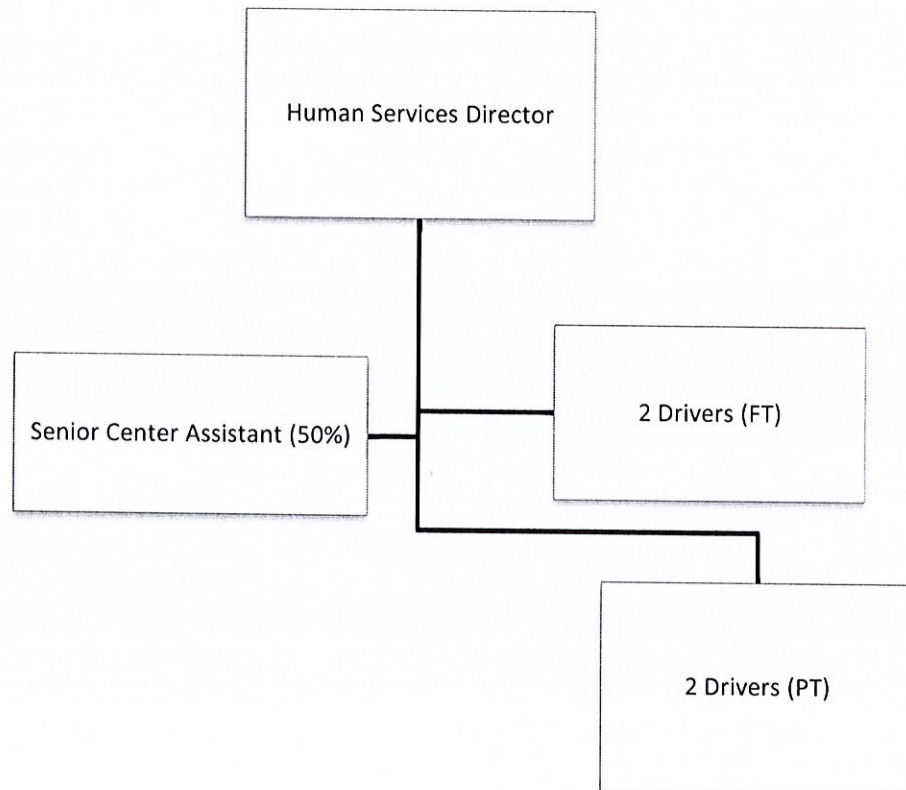 Human Services Director
Senior Center Assistant (50%)
2 Drivers (FT)
2 Drivers (PT)